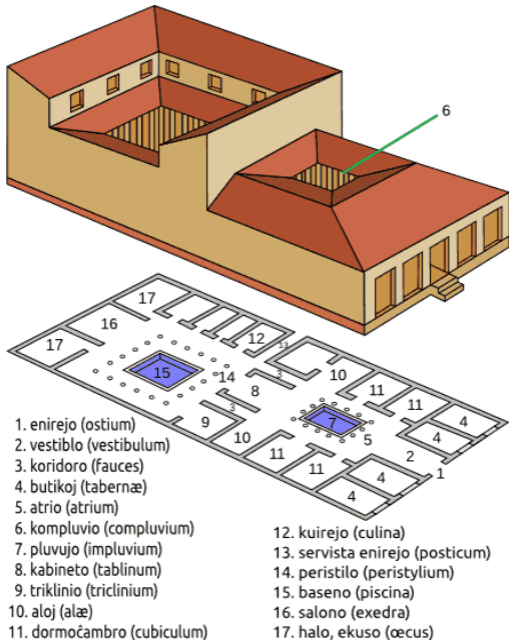 6
17
16
12
13
17
10
15
14
3
11
8
11
4
3
7
9
5
4
10
2
11
4
1
11
4
1. enirejo (ostium)
2. vestiblo (vestibulum)
3. koridoro (fauces)
4. butikoj (tabernæ)
5. atrio (atrium)
6. kompluvio (compluvium)
7. pluvujo (impluvium)
8. kabineto (tablinum)
9. triklinio (triclinium)
10. aloj (alæ)
11. dormoĉambro (cubiculum)
12. kuirejo (culina)
13. servista enirejo (posticum)
14. peristilo (peristylium)
15. baseno (piscina)
16. salono (exedra)
17. halo, ekuso (œcus)